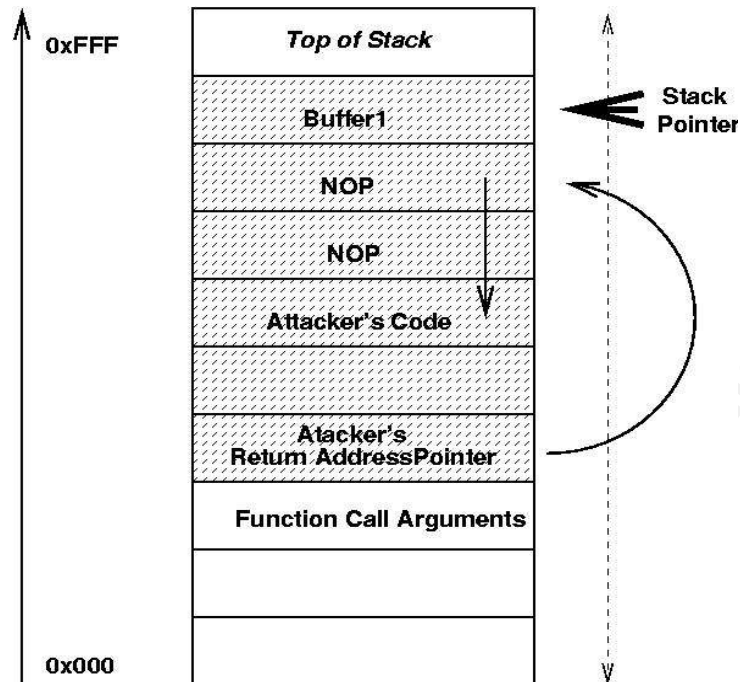 0xFFF
Top of Stack
Buffer1
Stack
Pointer
NOP
NOP
Attacker's Code
Atacker's
Return AddressPointer
Function Call Arguments
0x000